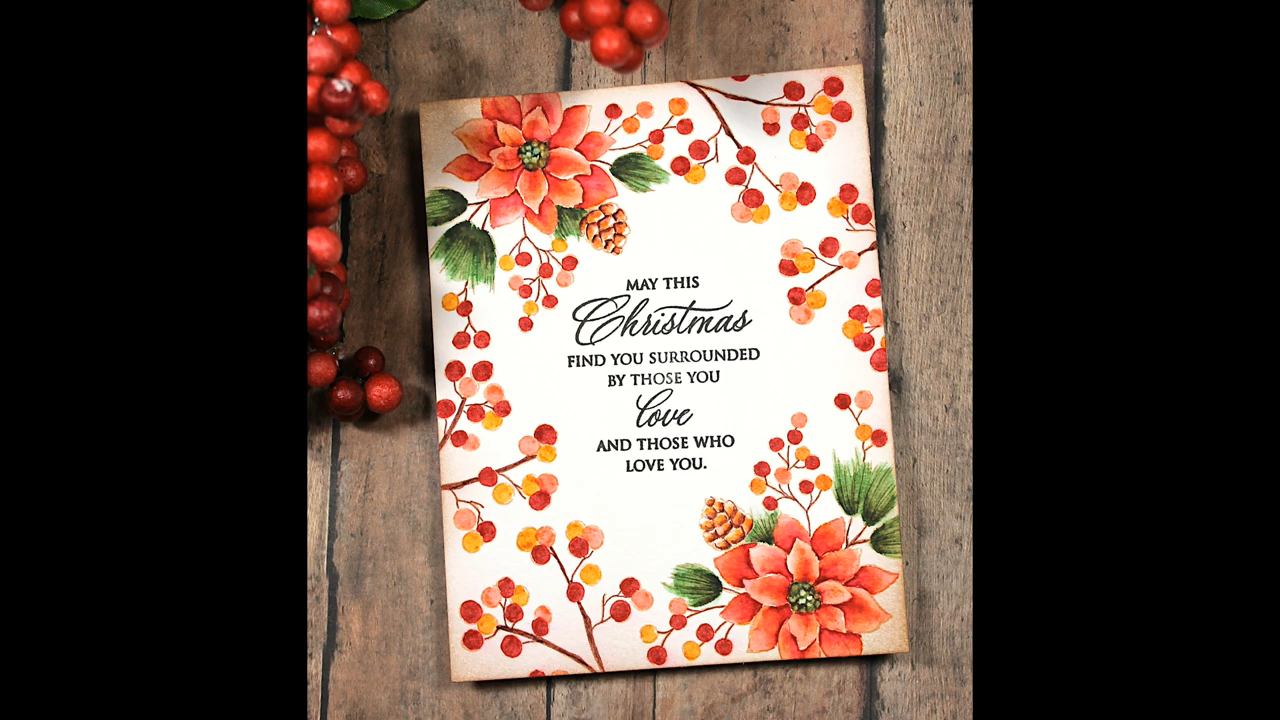 MAY THIS
Christmas
FIND YOU SURROUNDED
BY THOSE YOU
love
AND THOSE WHO
LOVE YOU.